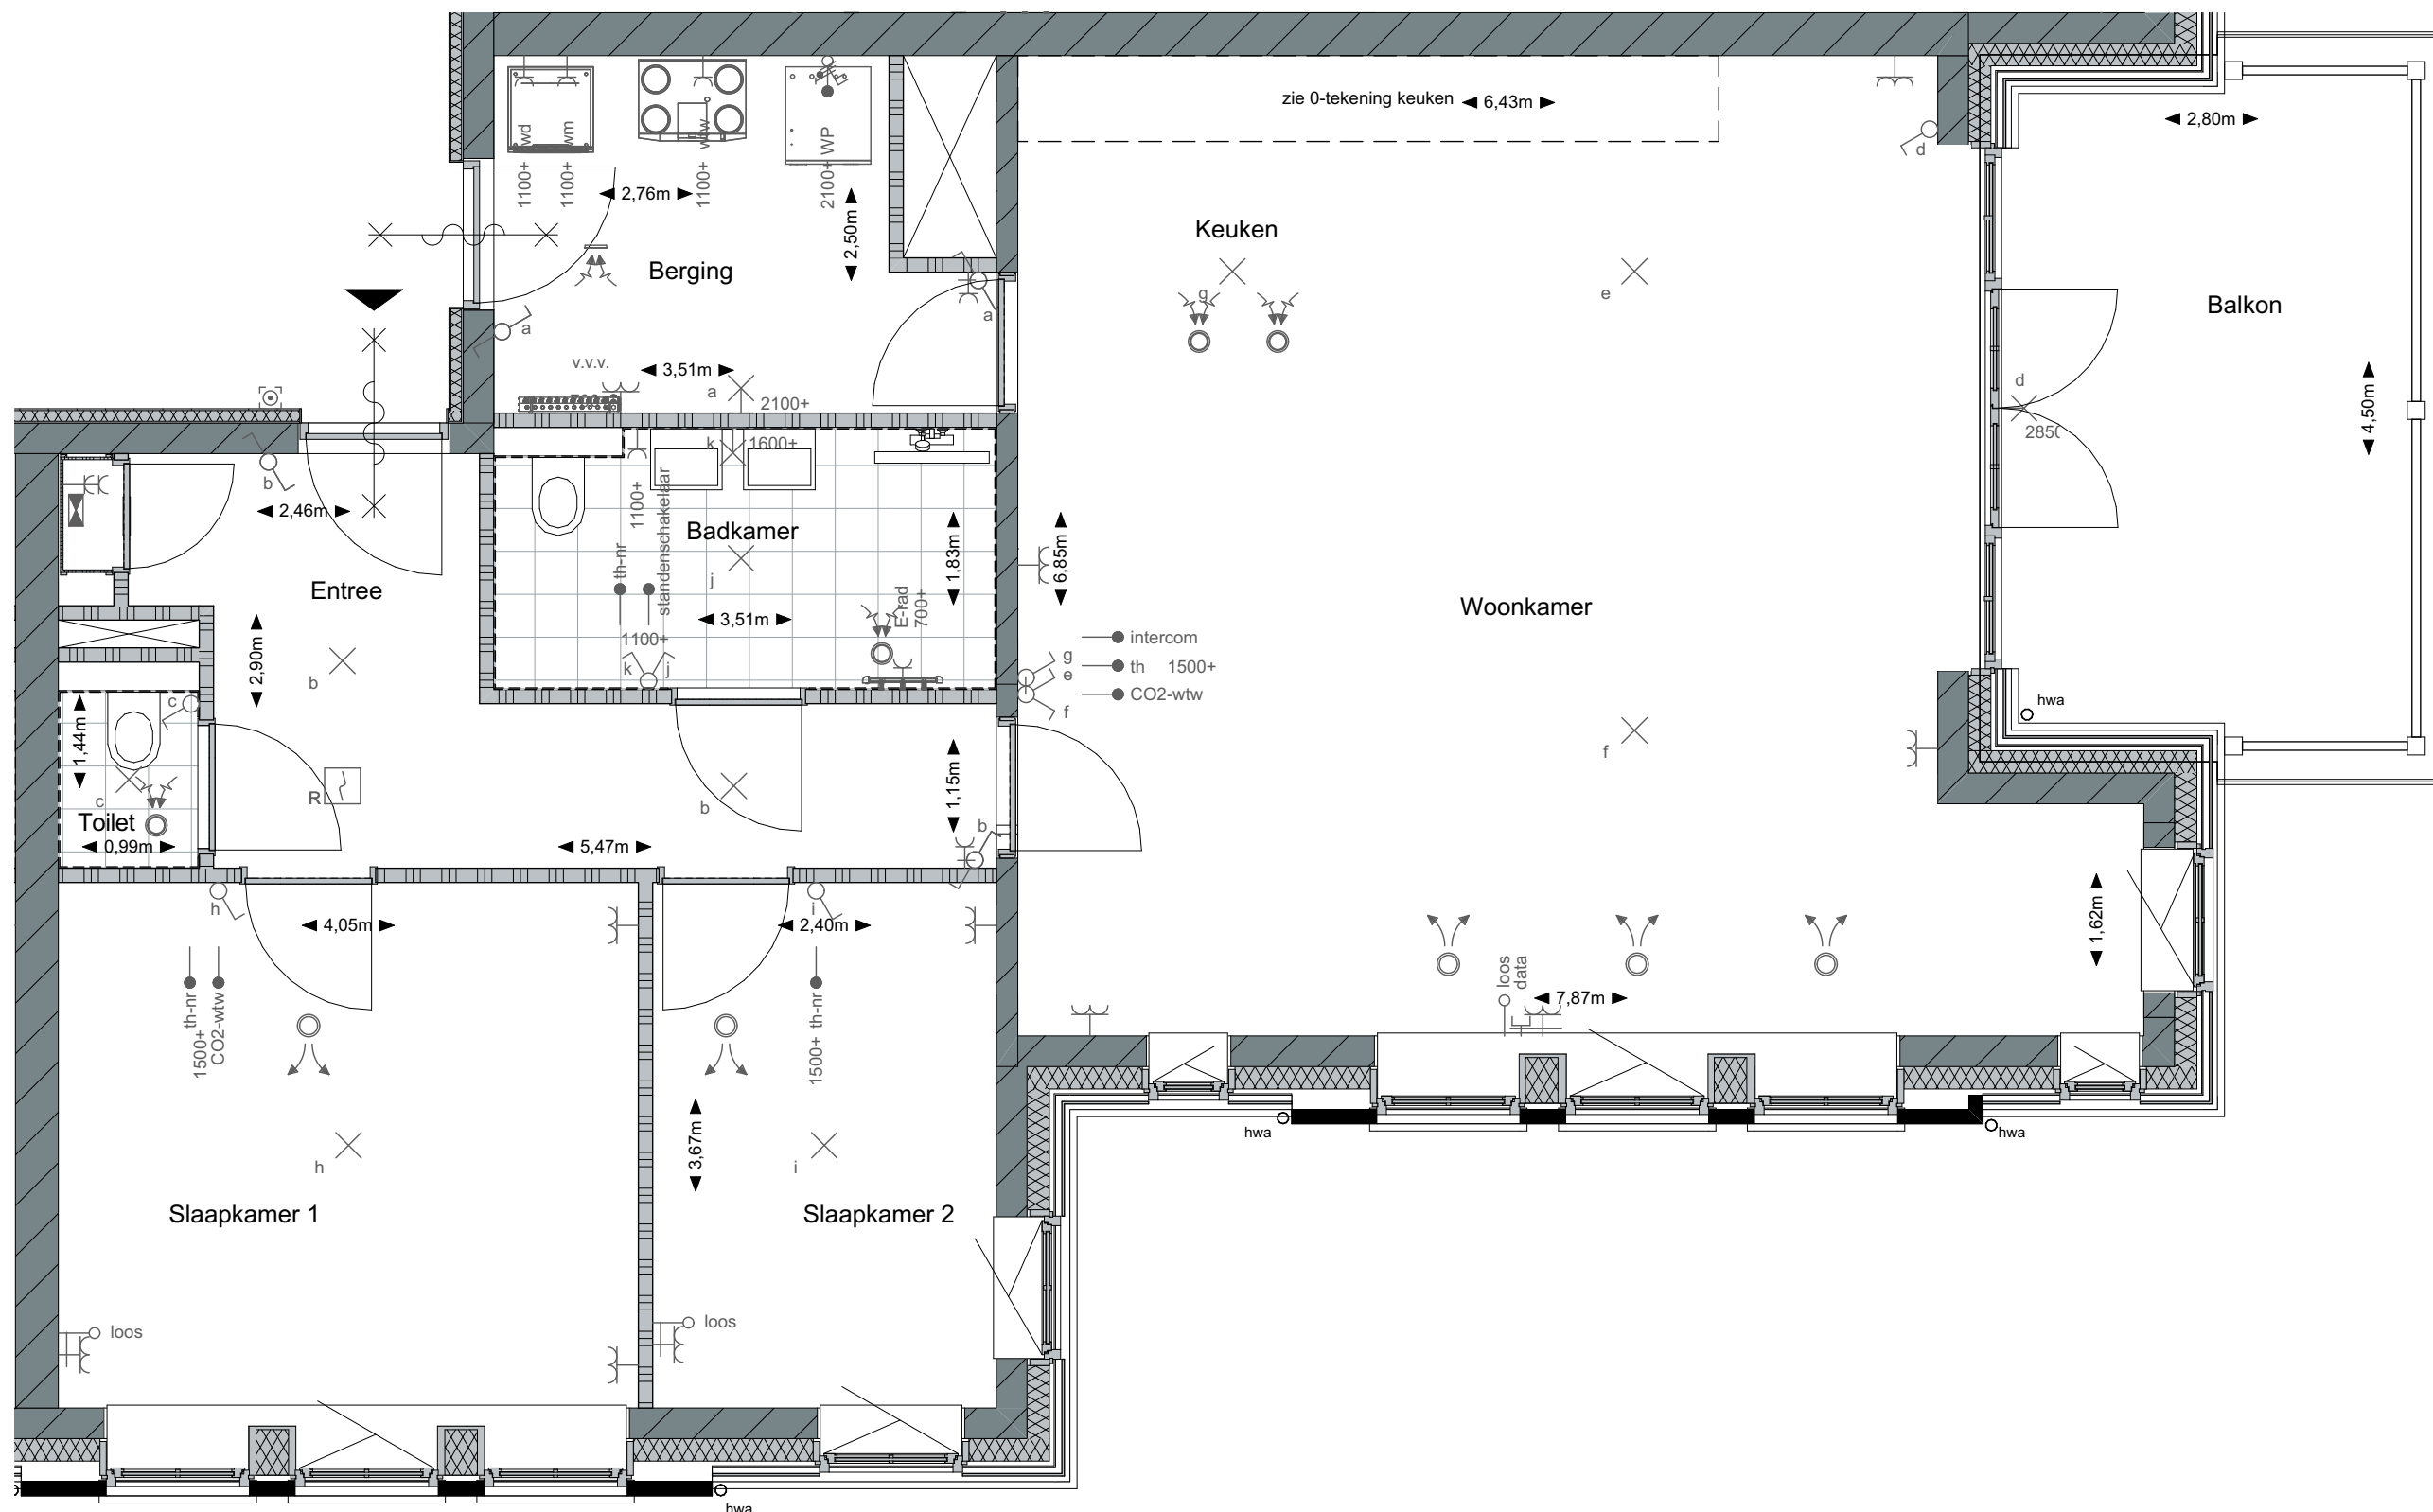 zie 0-tekening keuken
6,43m
2,80m
wd
wm
wtw
WP
1100+
1100+
1100+
2100+
2,76m
2,50m
d
Keuken
Berging
g
e
Balkon
a
a
v.v.v.
3,51m
a
2100+
d
2850
4,50m
k
1600+
b
2,46m
1100+
standenschakelaar
th-nr
Badkamer
j
1,83m
6,85m
Entree
3,51m
E-rad
700+
Woonkamer
1100+
k
j
intercom
g
th 1500+
e
CO2-wtw
f
2,90m
b
c
hwa
1,44m
f
c
R
b
1,15m
b
Toilet
0,99m
5,47m
h
i
4,05m
2,40m
1,62m
1500+ th-nr
CO2-wtw
1500+ th-nr
loos
data
7,87m
3,67m
hwa
hwa
h
i
Slaapkamer 1
Slaapkamer 2
loos
loos
hwa